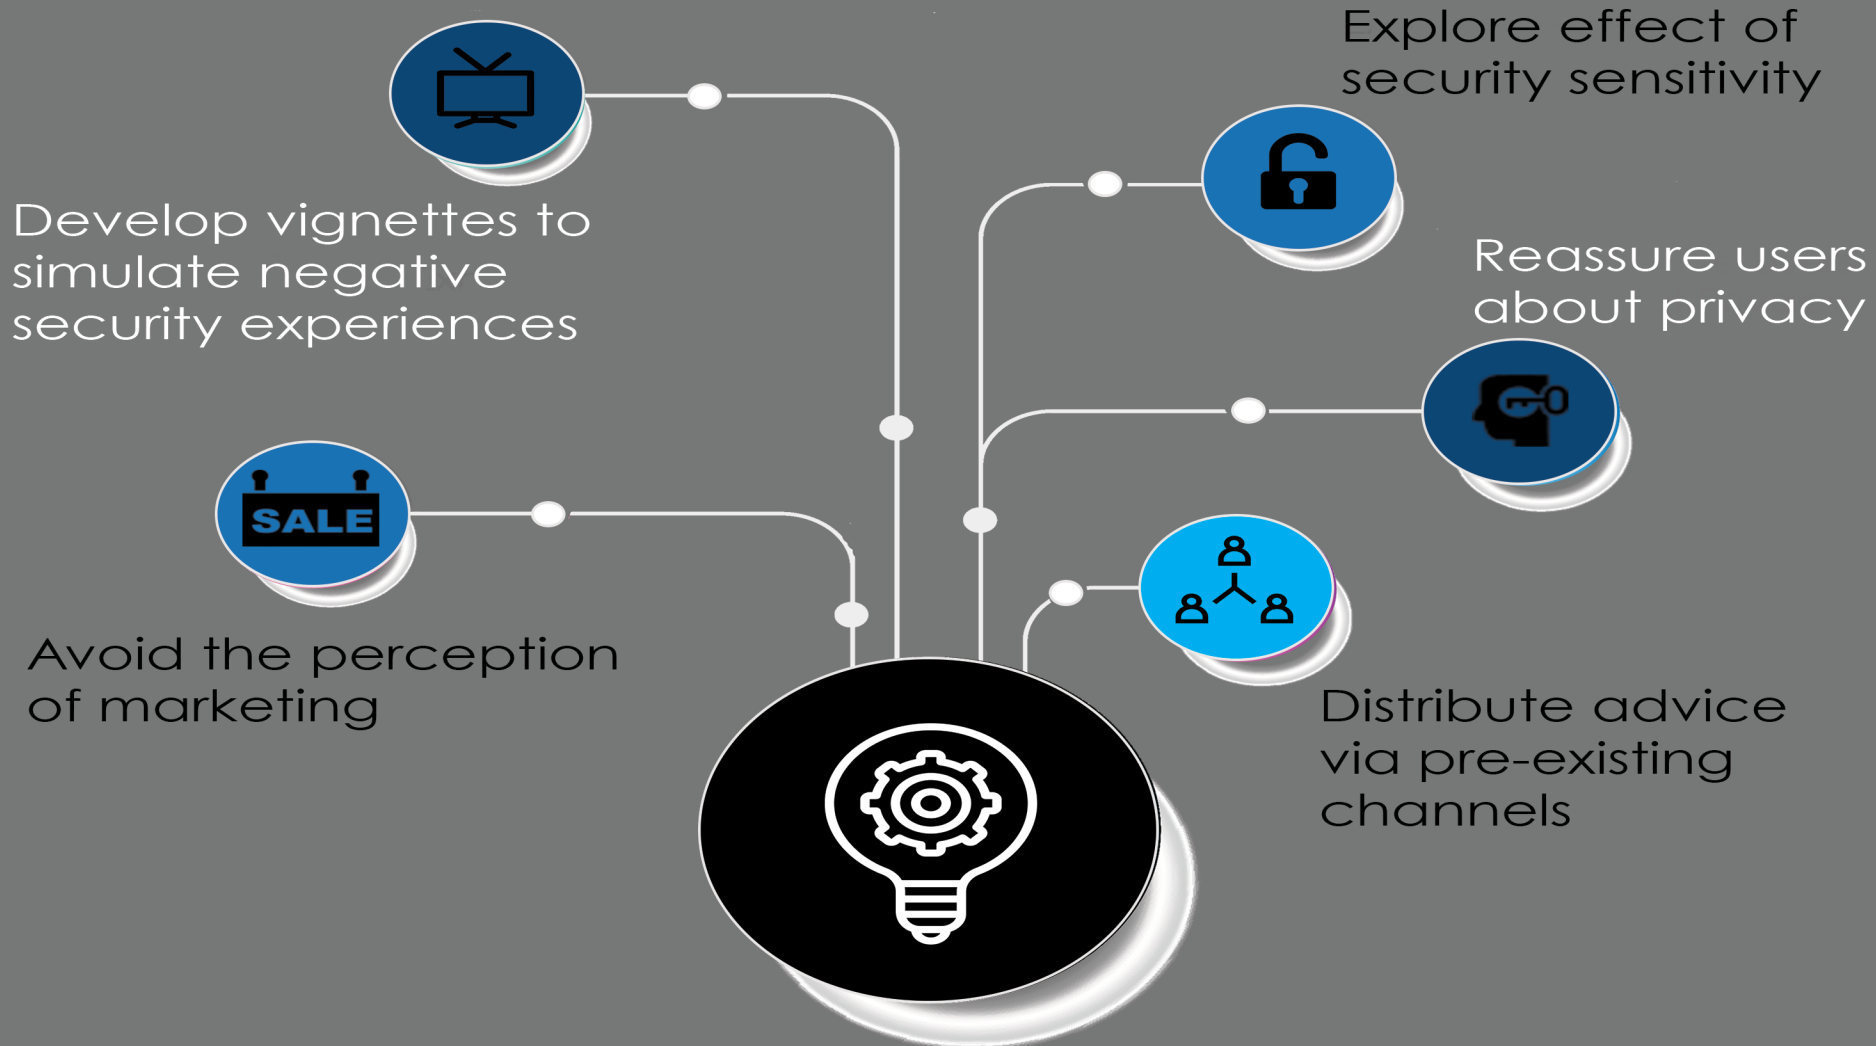 Develop vignettes to
simulate negative
security experiences
SALE
Avoid the perception
of marketing
Explore effect of
security sensitivity
Reassure users
about privacy
Distribute advice
via pre-existing
channels